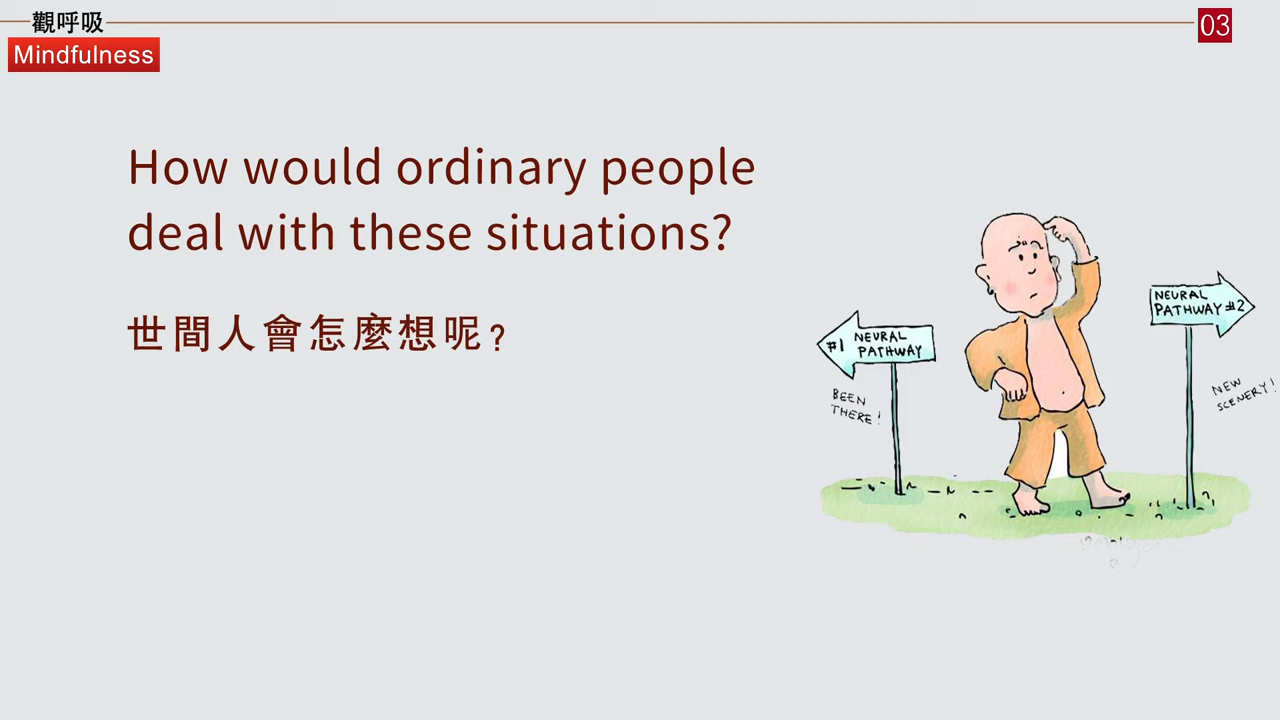 觀呼吸
03
Mindfulness
How would ordinary people
deal with these situations?
世間人會怎麼想呢?
#1 NEURAL
PATHWAY
BEEN
THERE!
NEURAL
PATHWAY #2
NEW
SCENERY!